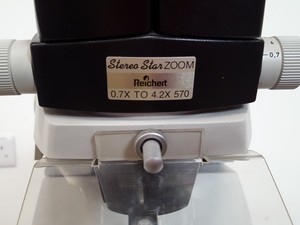 Stereo Star ZOOM
Reichert
0.7X TO 4.2X 570
0.7